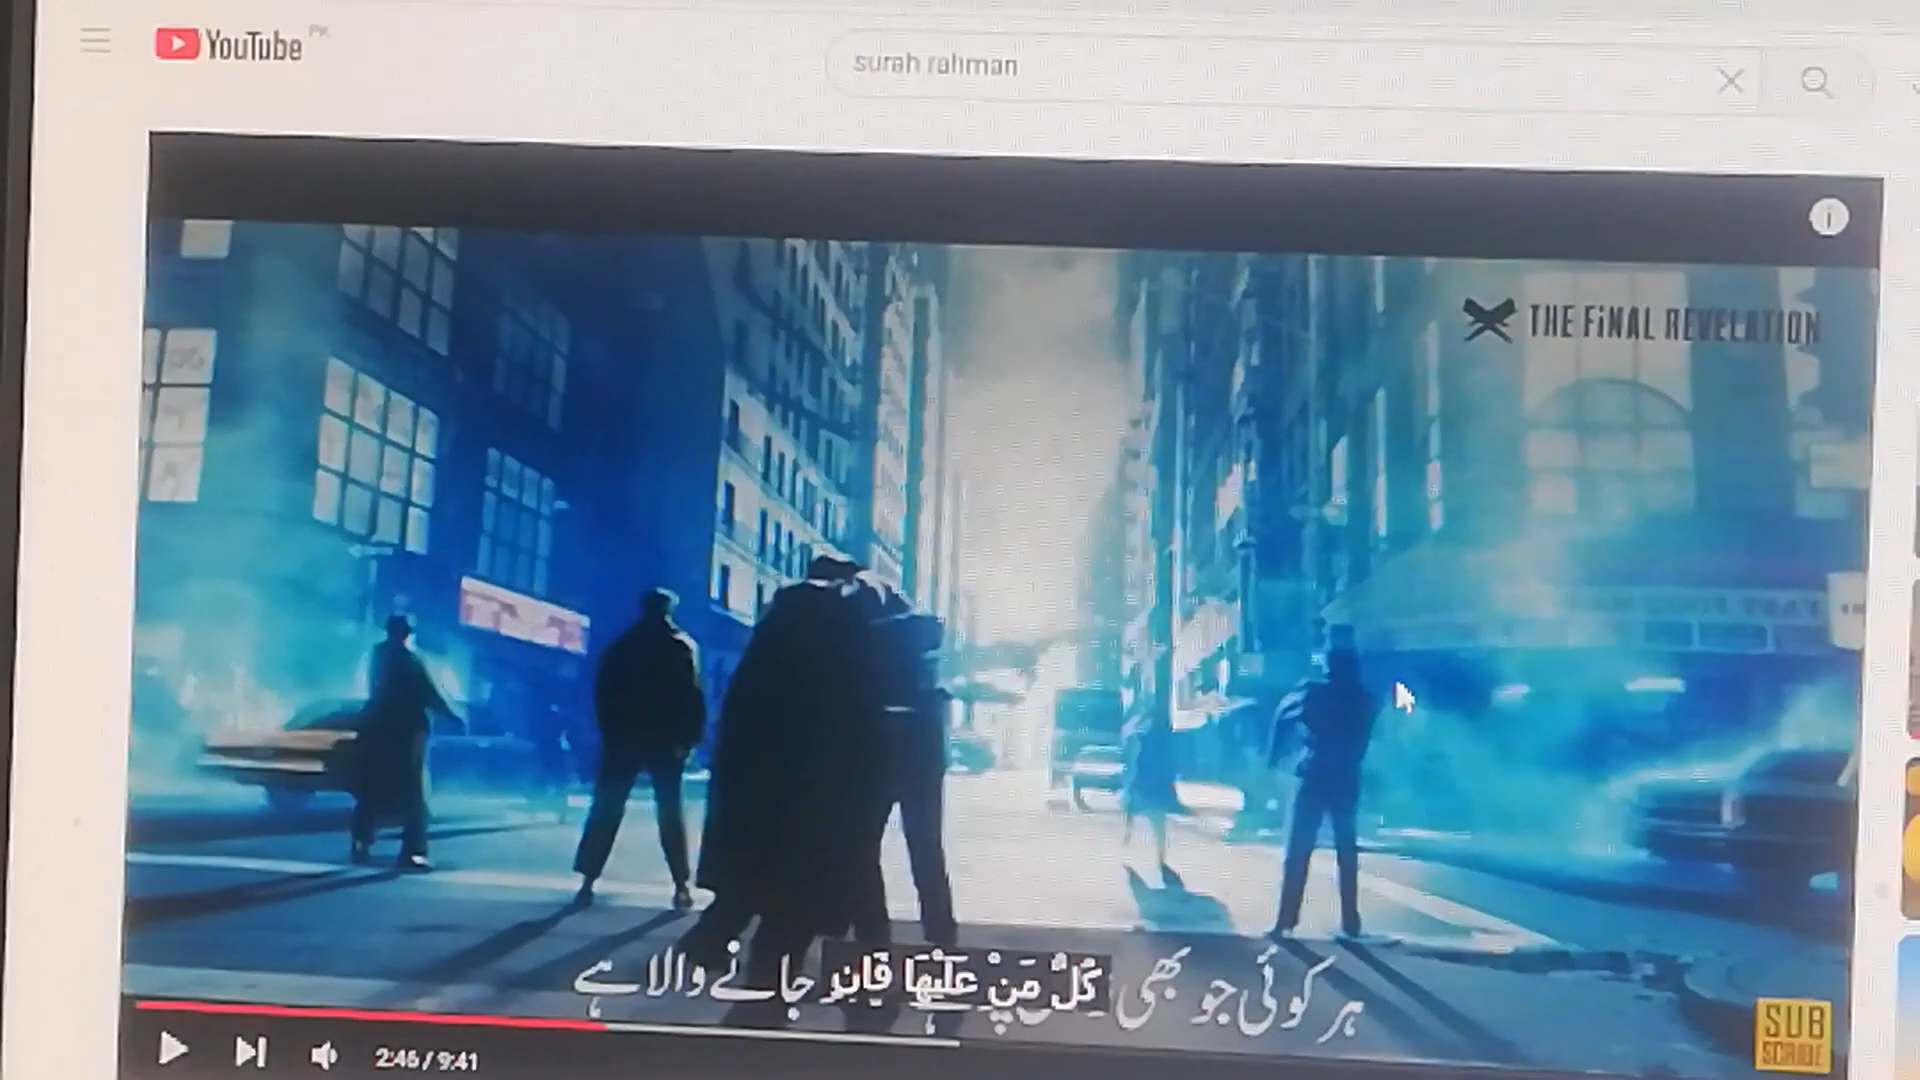 YouTube PK
surah rahman
THE FiNAL REVELATION
ہر کوئی جو بھی
كُلُّ مَنْ عَلَيْهَا فَانٍ
جانے والا ہے
SUB
SCRIBE
2:46 / 9:41